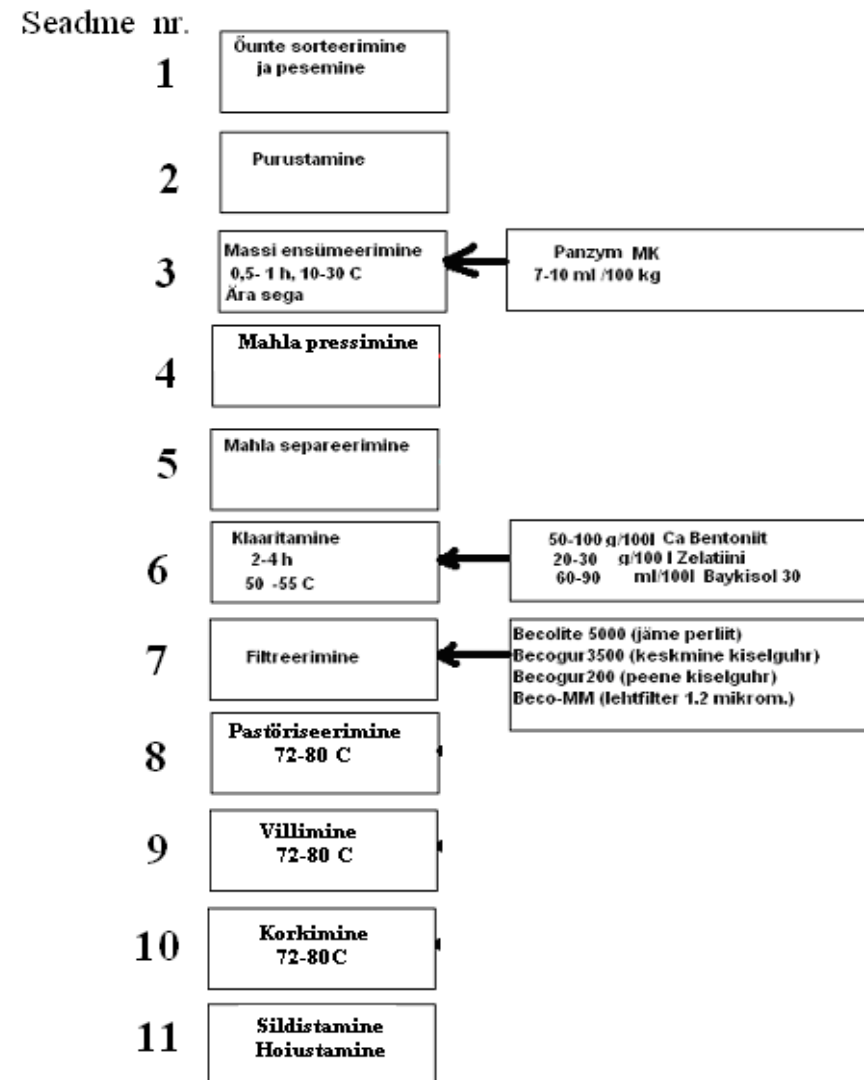 Seadme nr.
1
Õunte sorteerimine
ja pesemine
2
Purustamine
3
Massi ensümeerimine
0,5- 1 h, 10-30 C
Ära sega
Panzym MK
7-10 ml /100 kg
4
Mahla pressimine
5
Mahla separeerimine
6
Klaaritamine
2-4 h
50 -55 C
50-100 g/100l Ca Bentoniit
20-30 g/100 l Zelatiini
60-90 ml/100l Baykisol 30
7
Filtreerimine
Becolite 5000 (jäme perliit)
Becogur3500 (keskmine kiselguhr)
Becogur200 (peene kiselguhr)
Beco-MM (lehtfilter 1.2 mikrom.)
8
Pastöriseerimine
72-80 C
9
Villimine
72-80 C
10
Korkimine
72-80C
11
Sildistamine
Hoiustamine